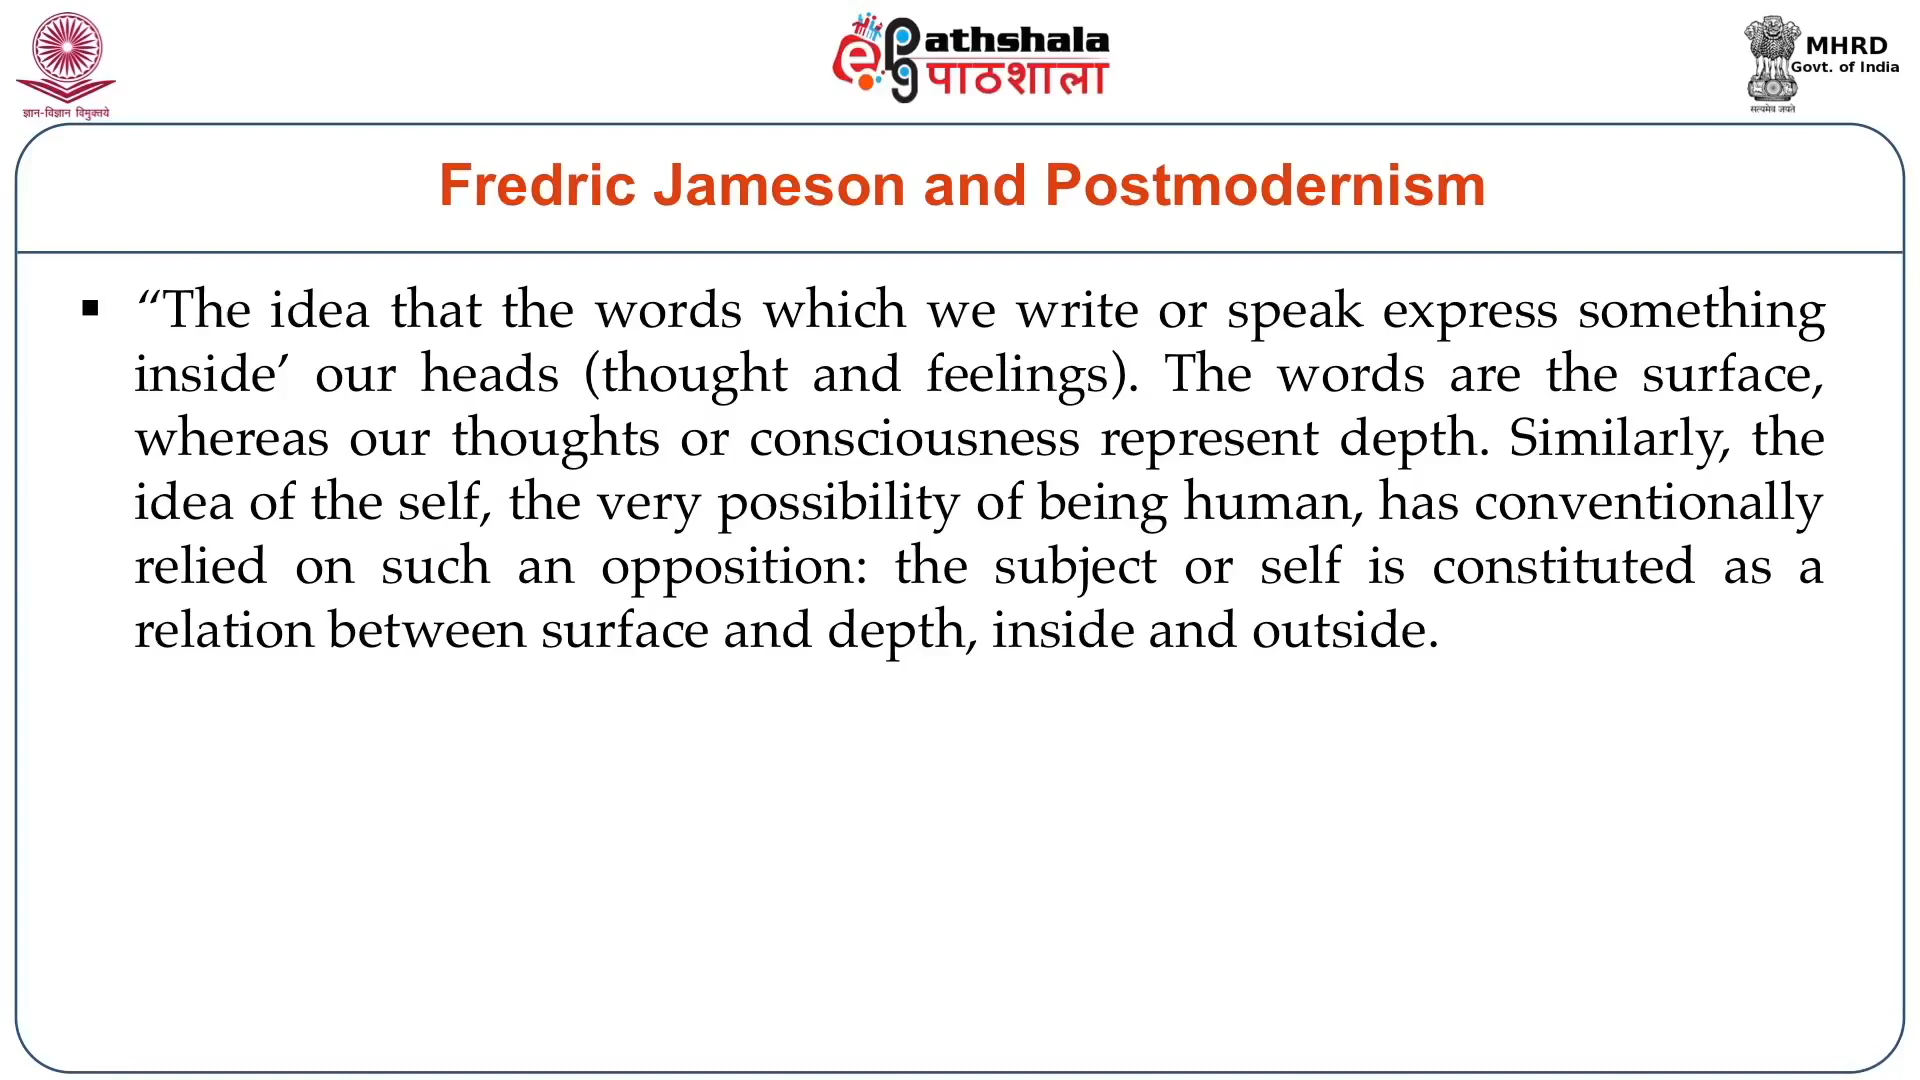 ज्ञान-विज्ञान विमुक्तये
e pg Pathshala
पाठशाला
MHRD
Govt. of India
सत्यमेव जयते
Fredric Jameson and Postmodernism
▪ “The idea that the words which we write or speak express something
inside’ our heads (thought and feelings). The words are the surface,
whereas our thoughts or consciousness represent depth. Similarly, the
idea of the self, the very possibility of being human, has conventionally
relied on such an opposition: the subject or self is constituted as a
relation between surface and depth, inside and outside.